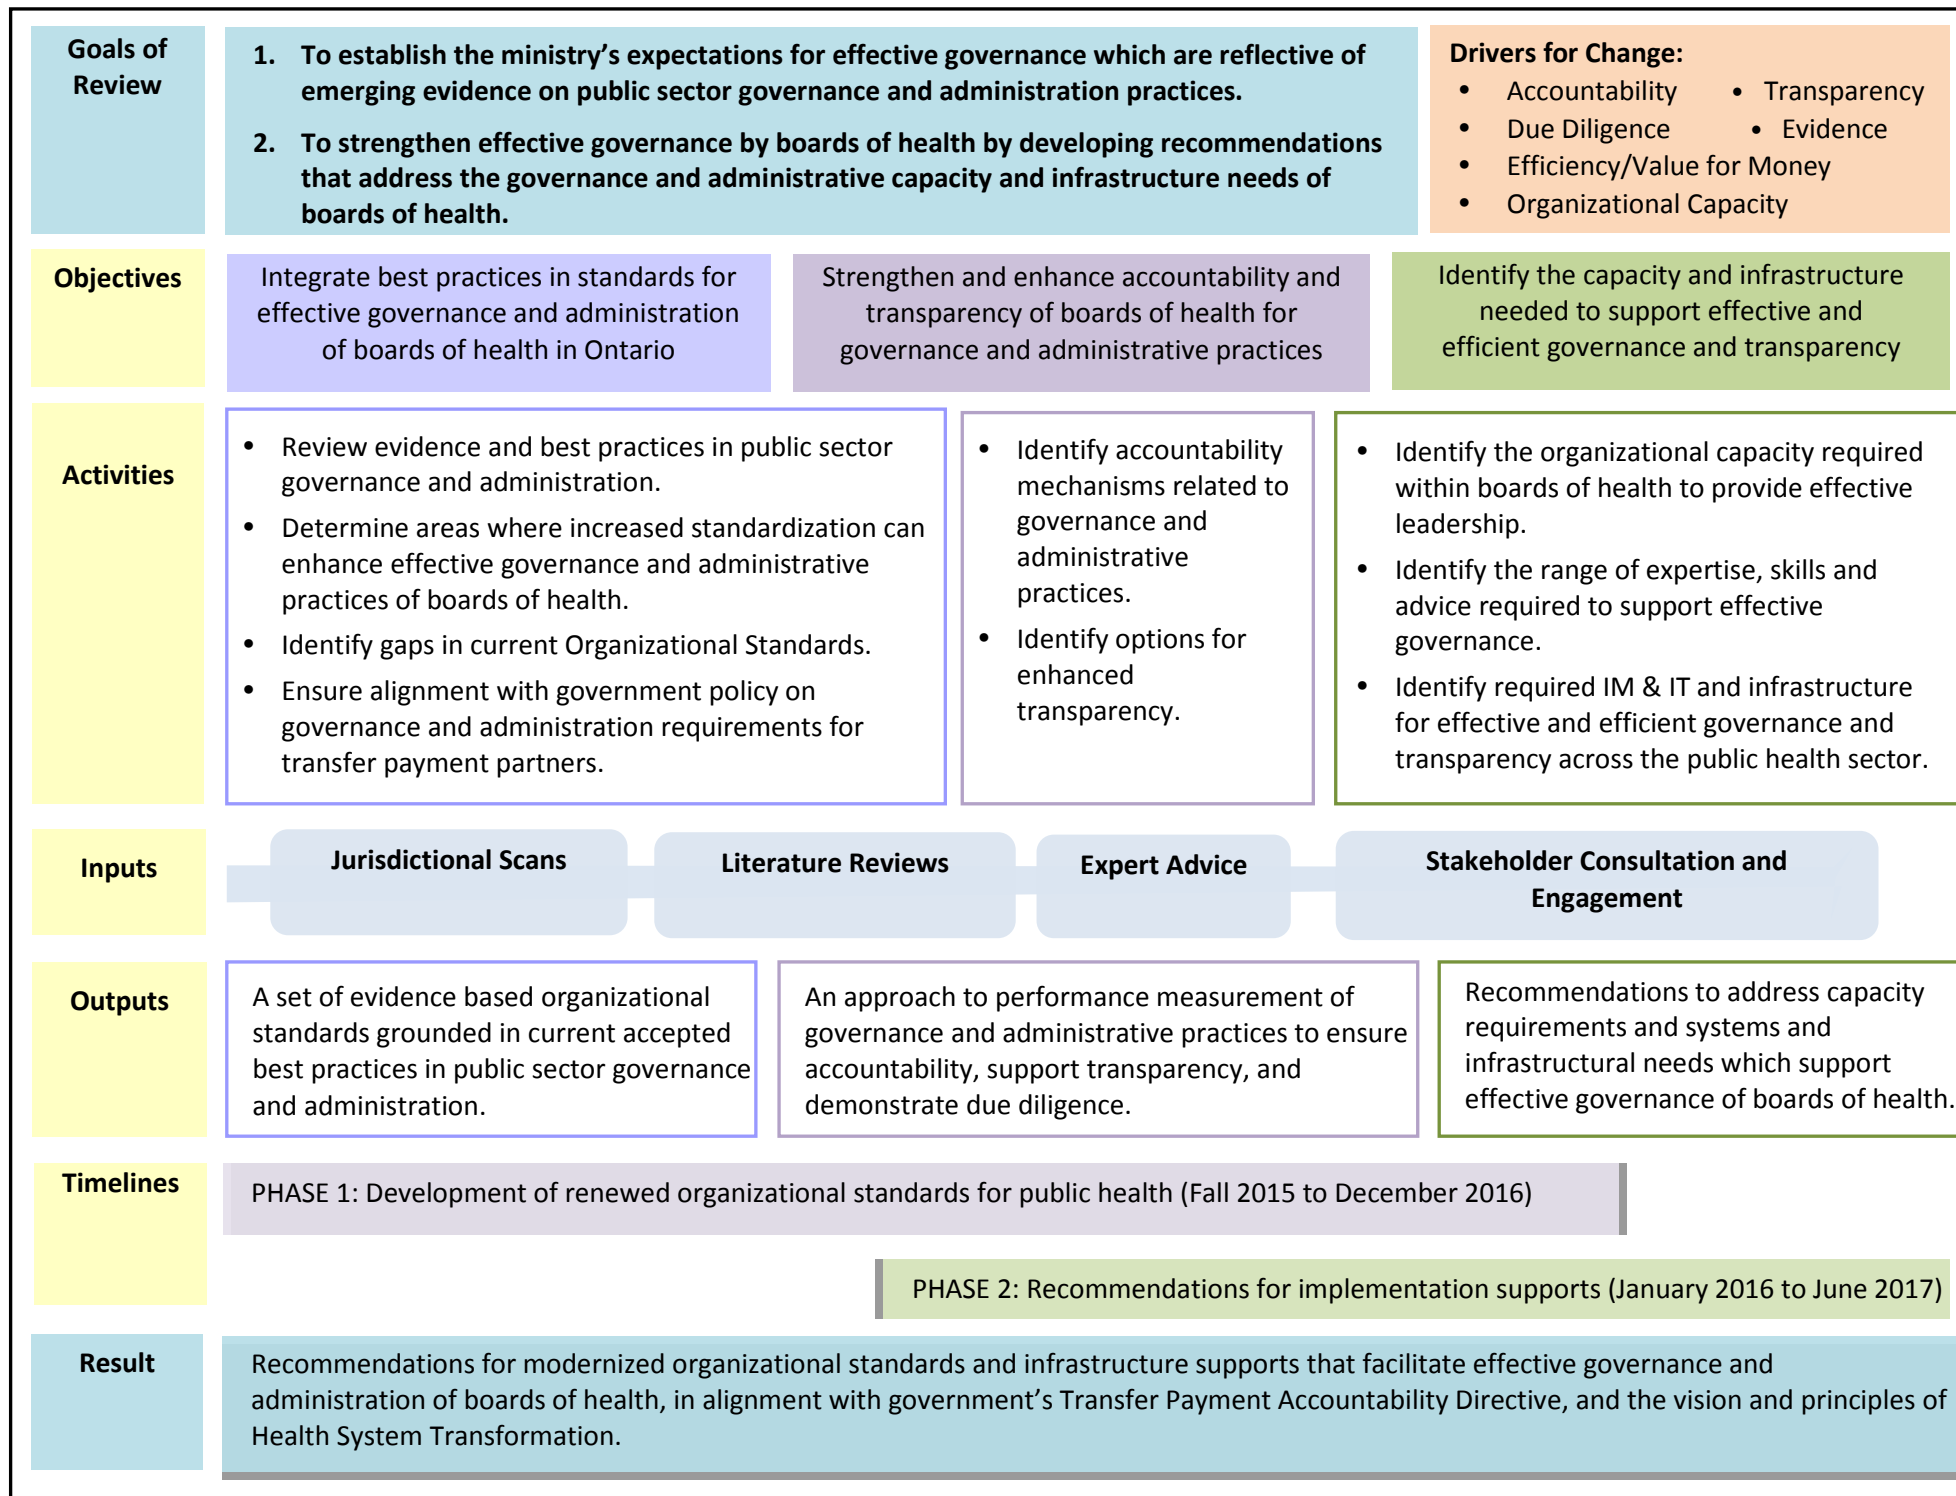 Goals of
Review
1. To establish the ministry’s expectations for effective governance which are reflective of
emerging evidence on public sector governance and administration practices.
2. To strengthen effective governance by boards of health by developing recommendations
that address the governance and administrative capacity and infrastructure needs of
boards of health.
Drivers for Change:
• Accountability • Transparency
• Due Diligence • Evidence
• Efficiency/Value for Money
• Organizational Capacity
Objectives
Integrate best practices in standards for
effective governance and administration
of boards of health in Ontario
Strengthen and enhance accountability and
transparency of boards of health for
governance and administrative practices
Identify the capacity and infrastructure
needed to support effective and
efficient governance and transparency
Activities
• Review evidence and best practices in public sector
governance and administration.
• Determine areas where increased standardization can
enhance effective governance and administrative
practices of boards of health.
• Identify gaps in current Organizational Standards.
• Ensure alignment with government policy on
governance and administration requirements for
transfer payment partners.
• Identify accountability
mechanisms related to
governance and
administrative
practices.
• Identify options for
enhanced
transparency.
• Identify the organizational capacity required
within boards of health to provide effective
leadership.
• Identify the range of expertise, skills and
advice required to support effective
governance.
• Identify required IM & IT and infrastructure
for effective and efficient governance and
transparency across the public health sector.
Inputs
Jurisdictional Scans
Literature Reviews
Expert Advice
Stakeholder Consultation and
Engagement
Outputs
A set of evidence based organizational
standards grounded in current accepted
best practices in public sector governance
and administration.
An approach to performance measurement of
governance and administrative practices to ensure
accountability, support transparency, and
demonstrate due diligence.
Recommendations to address capacity
requirements and systems and
infrastructural needs which support
effective governance of boards of health.
Timelines
PHASE 1: Development of renewed organizational standards for public health (Fall 2015 to December 2016)
PHASE 2: Recommendations for implementation supports (January 2016 to June 2017)
Result
Recommendations for modernized organizational standards and infrastructure supports that facilitate effective governance and
administration of boards of health, in alignment with government’s Transfer Payment Accountability Directive, and the vision and principles of
Health System Transformation.